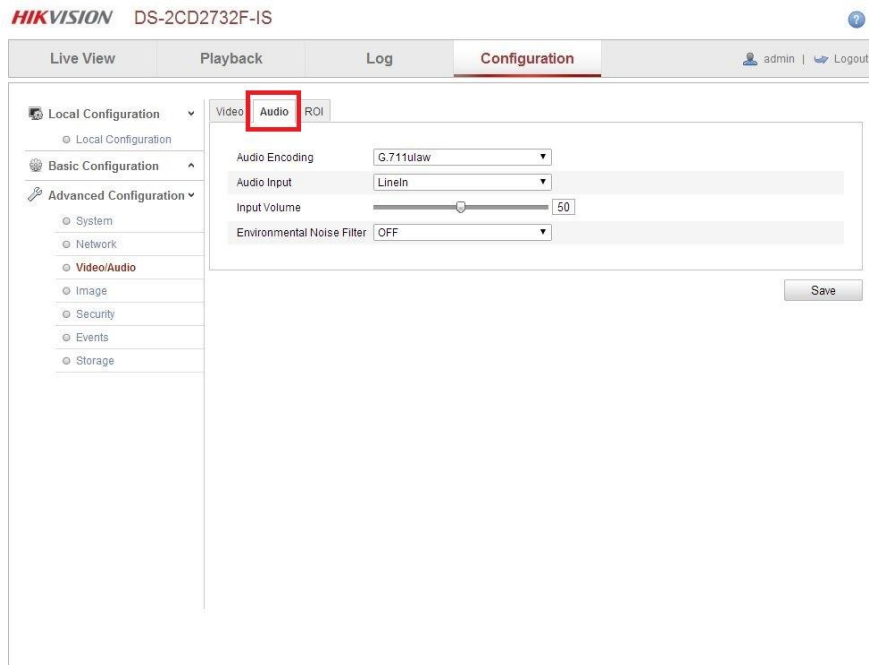 HIKVISION DS-2CD2732F-IS
Live View Playback Log Configuration admin | Logout
Local Configuration
Local Configuration
Basic Configuration
Advanced Configuration
System
Network
Video/Audio
Image
Security
Events
Storage
Video Audio ROI
Audio Encoding G.711ulaw
Audio Input LineIn
Input Volume 50
Environmental Noise Filter OFF
Save